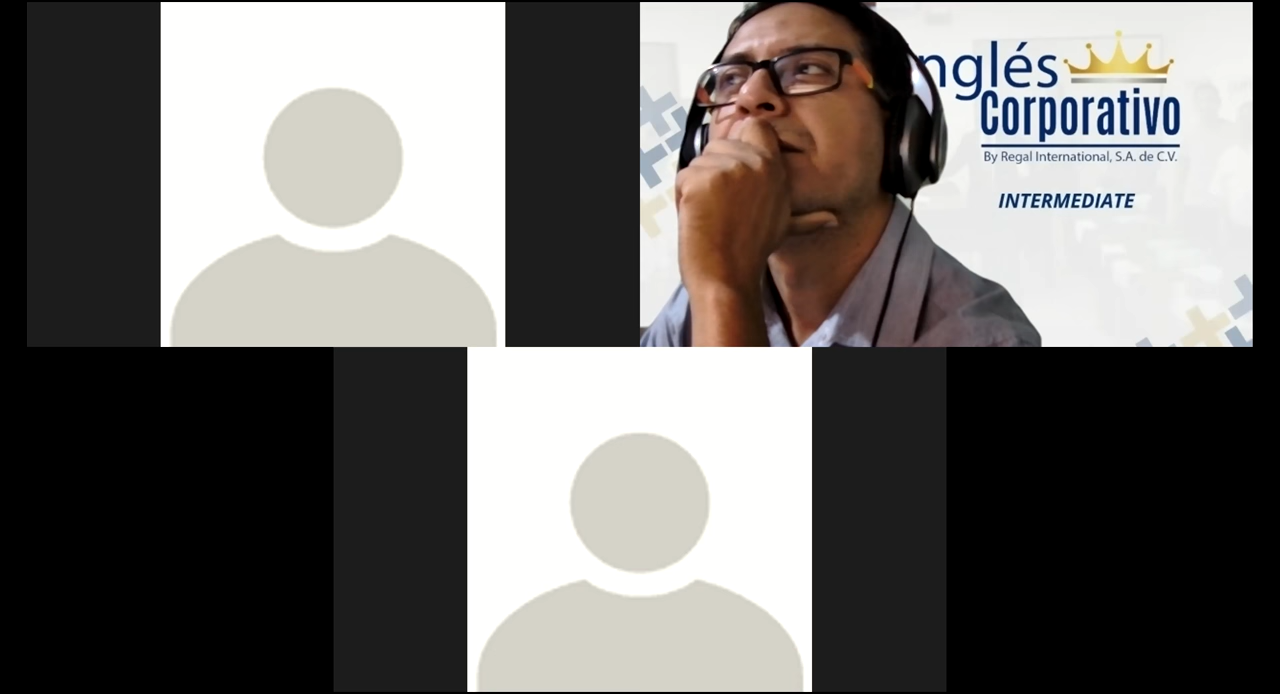 nglés
Corporativo
By Regal International, S.A. de C.V.
INTERMEDIATE